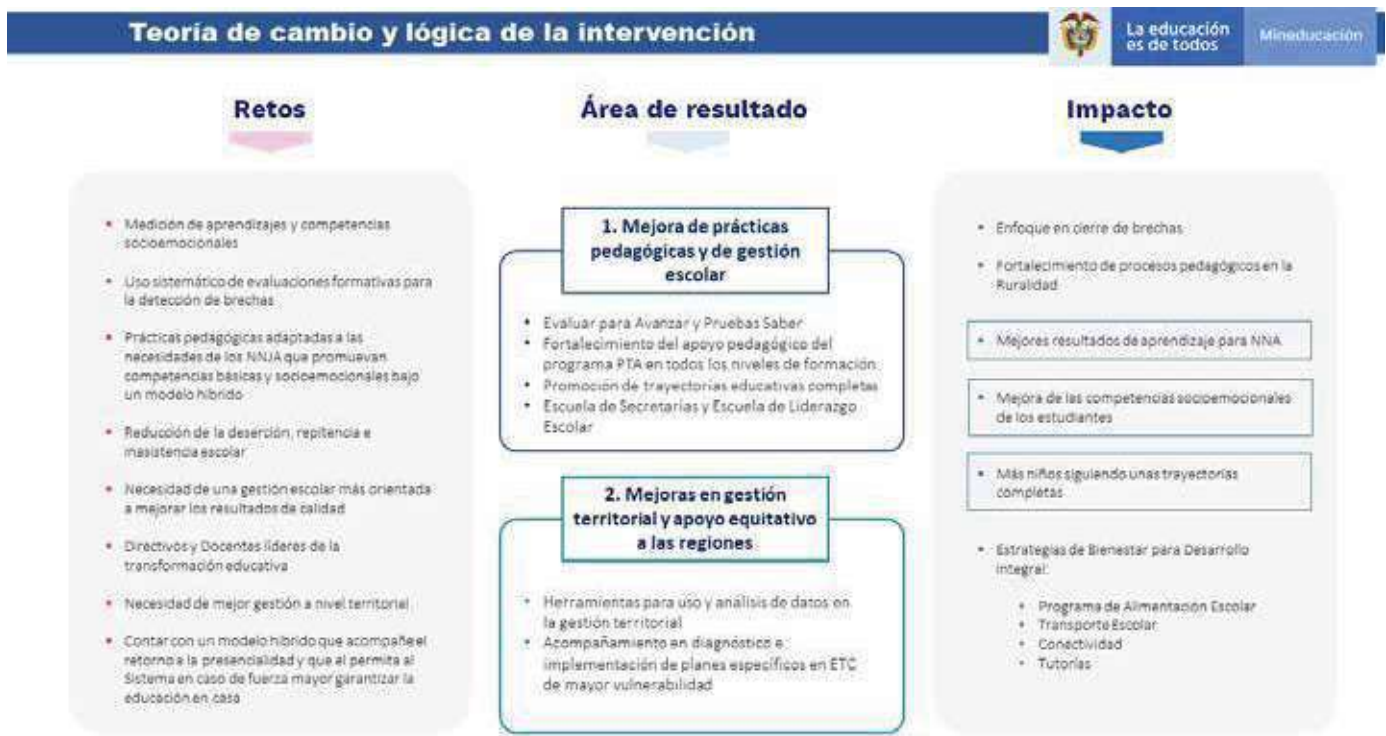 Teoría de cambio y lógica de la intervención
La educación
es de todos
Mineducación
Retos
Medición de aprendizajes y competencias
socioemocionales
Uso sistemático de evaluaciones formativas para
la detección de brechas
Prácticas pedagógicas adaptadas a las
necesidades de los NNJA que promuevan
competencias básicas y socioemocionales bajo
un modelo híbrido
Reducción de la deserción, repitencia e
inasistencia escolar
Necesidad de una gestión escolar más orientada
a mejorar los resultados de calidad
Directivos y Docentes líderes de la
transformación educativa
Necesidad de mejor gestión a nivel territorial
Contar con un modelo híbrido que acompañe el
retorno a la presencialidad y que el permita al
Sistema en caso de fuerza mayor garantizar la
educación en casa
Área de resultado
1. Mejora de prácticas
pedagógicas y de gestión
escolar
Evaluar para Avanzar y Pruebas Saber
Fortalecimiento del apoyo pedagógico del
programa PTA en todos los niveles de formación.
Promoción de trayectorias educativas completas
Escuela de Secretarías y Escuela de Liderazgo
Escolar
2. Mejoras en gestión
territorial y apoyo equitativo
a las regiones
Herramientas para uso y análisis de datos en
la gestión territorial
Acompañamiento en diagnóstico e
implementación de planes específicos en ETC
de mayor vulnerabilidad
Impacto
Enfoque en cierre de brechas
Fortalecimiento de procesos pedagógicos en la
Ruralidad
Mejores resultados de aprendizaje para NNA
Mejora de las competencias socioemocionales
de los estudiantes
Más niños siguiendo unas trayectorias
completas
Estrategias de Bienestar para Desarrollo
integral:
Programa de Alimentación Escolar
Transporte Escolar
Conectividad
Tutorías